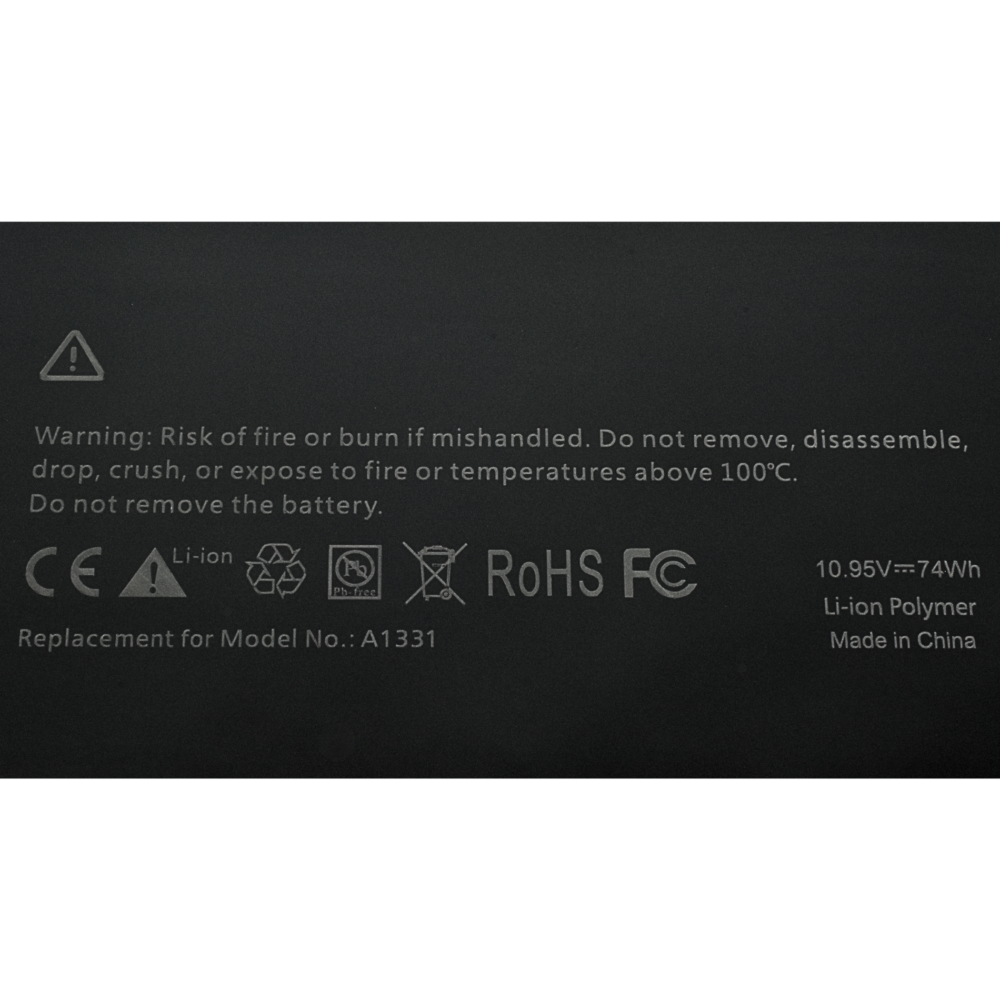 Warning: Risk of fire or burn if mishandled. Do not remove, disassemble,
drop, crush, or expose to fire or temperatures above 100℃.
Do not remove the battery.
CE Li-ion Pb Pb-free RoHS FC
10.95V⎓74Wh
Li-ion Polymer
Replacement for Model No.: A1331
Made in China